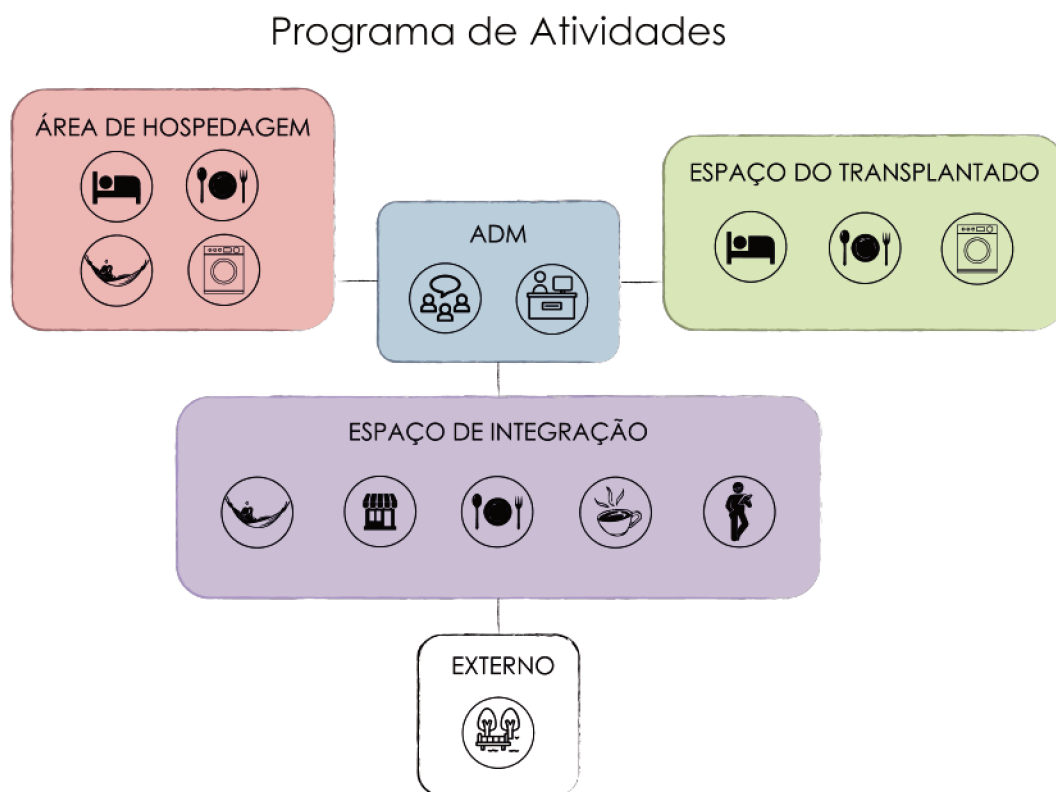 Programa de Atividades
ÁREA DE HOSPEDAGEM
ESPAÇO DO TRANSPLANTADO
ADM
ESPAÇO DE INTEGRAÇÃO
EXTERNO